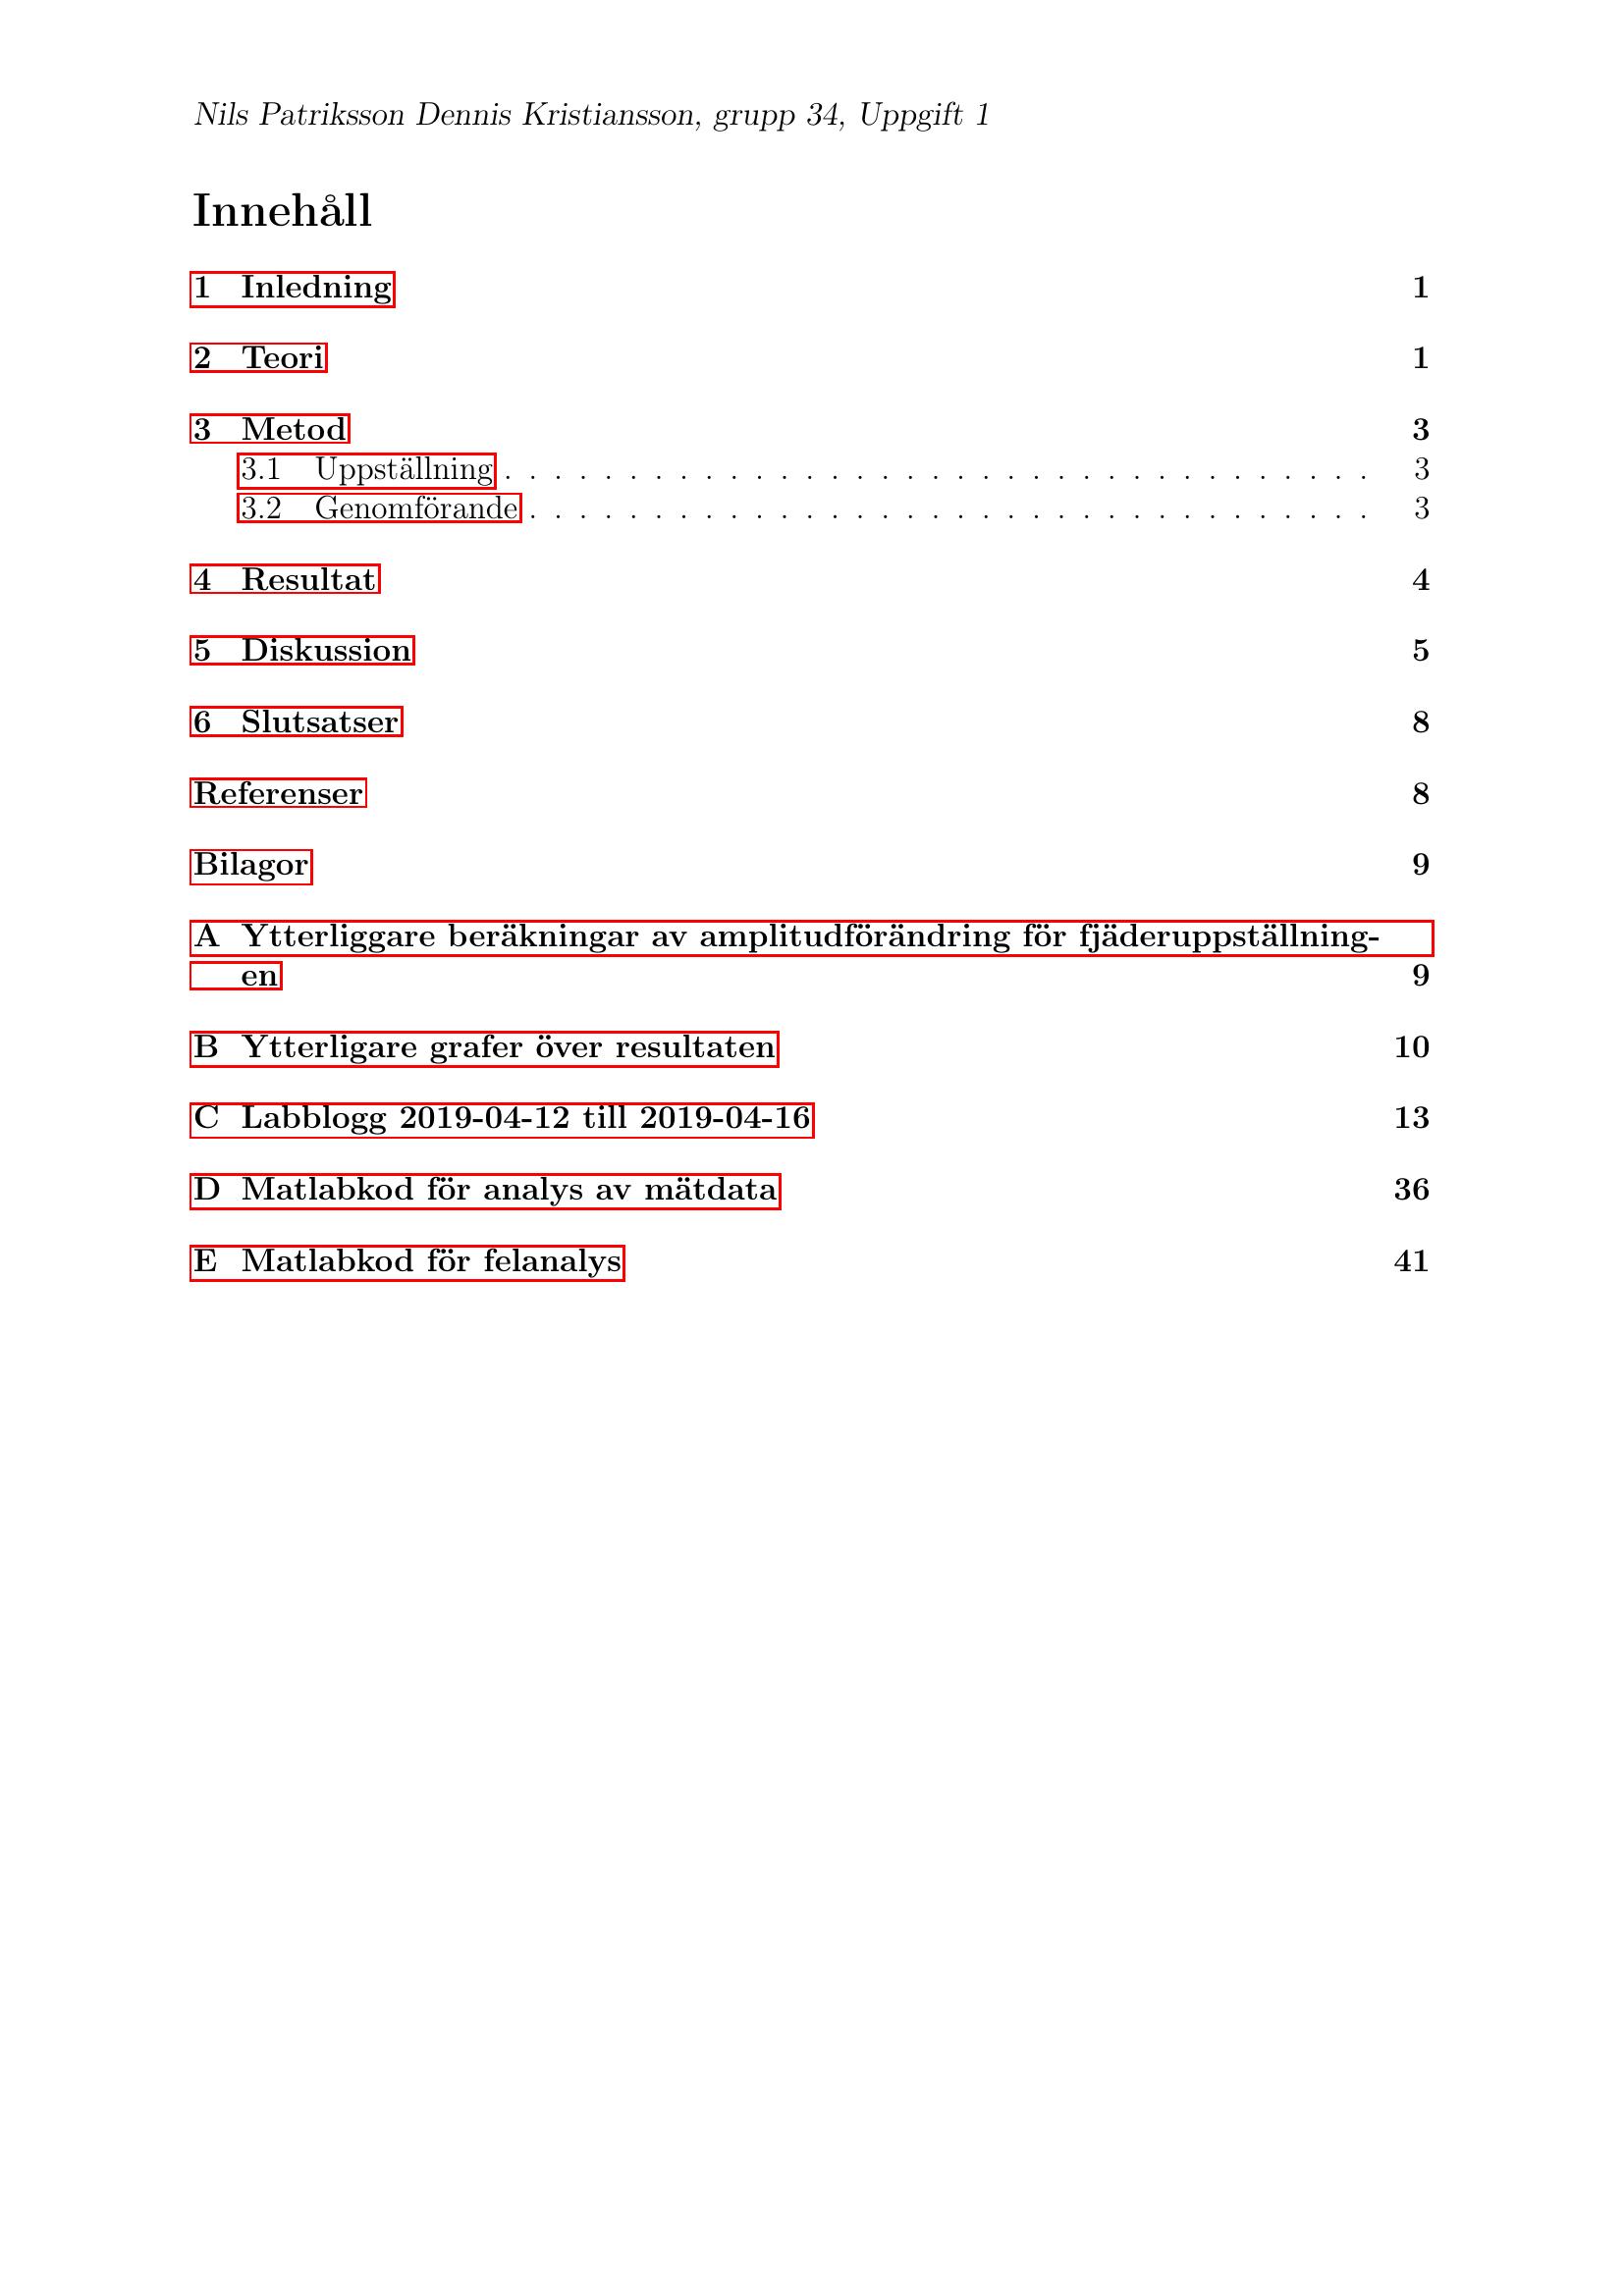 Nils Patriksson Dennis Kristiansson, grupp 34, Uppgift 1
Innehåll
1 Inledning 1
2 Teori 1
3 Metod 3
3.1 Uppställning . . . . . . . . . . . . . . . . . . . . . . . . . . . . . . . . . . . 3
3.2 Genomförande . . . . . . . . . . . . . . . . . . . . . . . . . . . . . . . . . . 3
4 Resultat 4
5 Diskussion 5
6 Slutsatser 8
Referenser 8
Bilagor 9
A Ytterliggare beräkningar av amplitudförändring för fjäderuppställning-
en 9
B Ytterligare grafer över resultaten 10
C Labblogg 2019-04-12 till 2019-04-16 13
D Matlabkod för analys av mätdata 36
E Matlabkod för felanalys 41